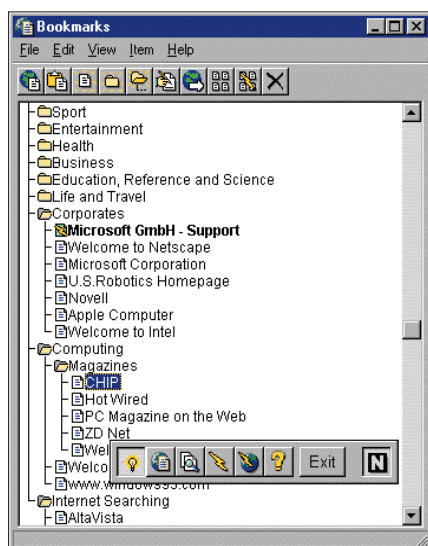 Bookmarks
File Edit View Item Help
Sport
Entertainment
Health
Business
Education, Reference and Science
Life and Travel
Corporates
Microsoft GmbH - Support
Welcome to Netscape
Microsoft Corporation
U.S.Robotics Homepage
Novell
Apple Computer
Welcome to Intel
Computing
Magazines
CHIP
Hot Wired
PC Magazine on the Web
ZD Net
Wel
Exit N
Welco
www.windows95.com
Internet Searching
AltaVista